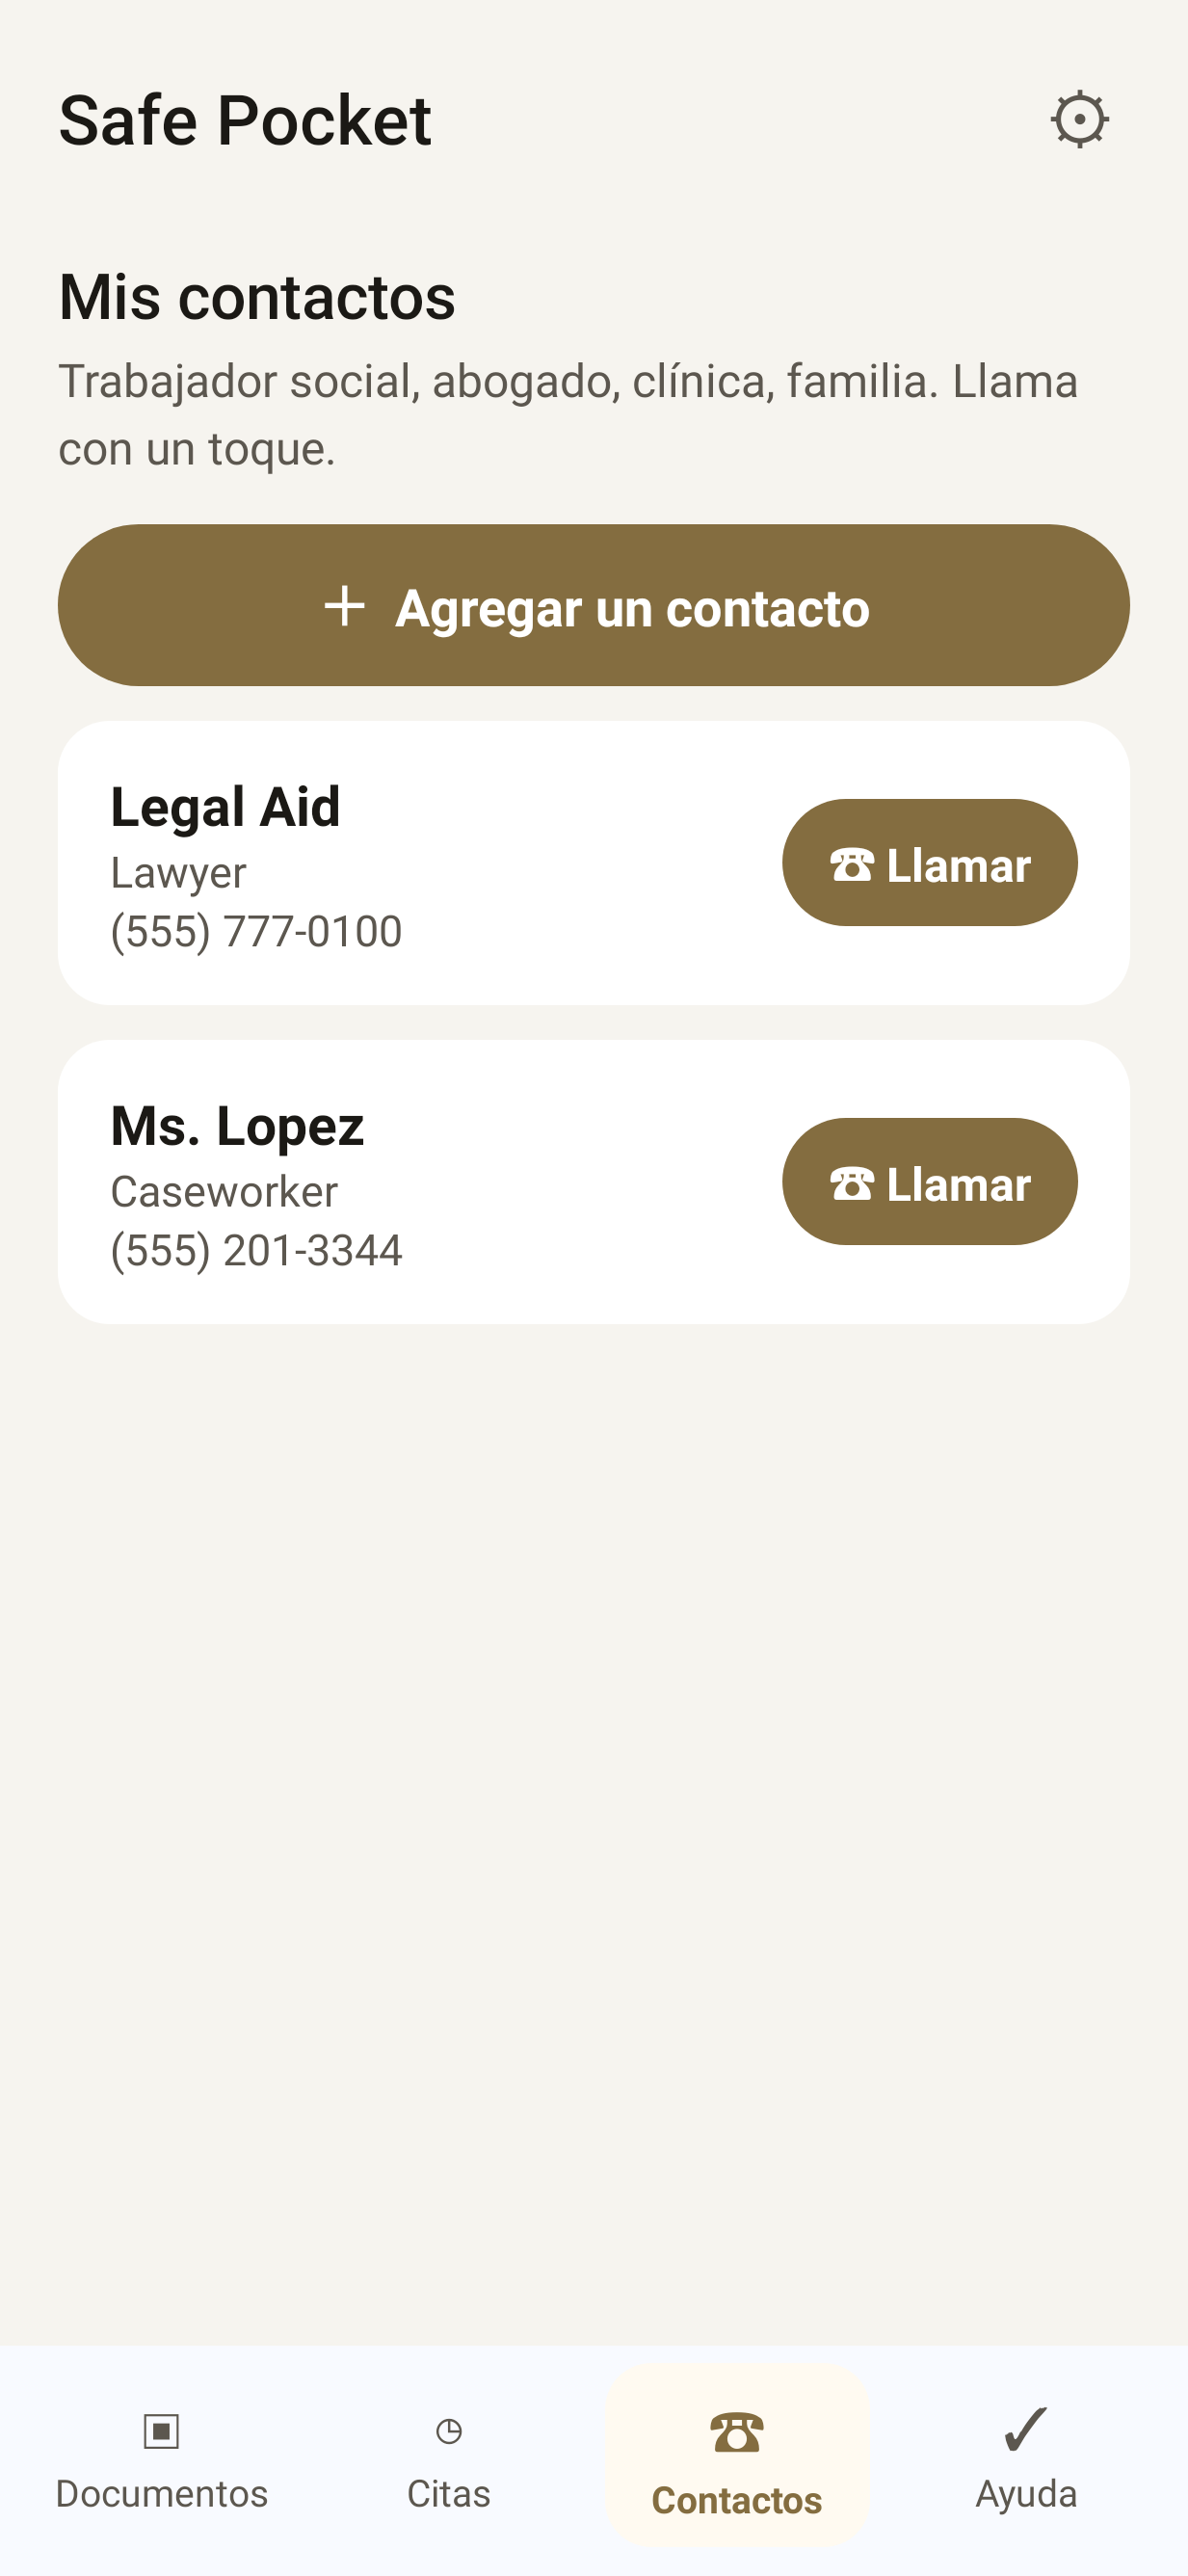 Safe Pocket
Mis contactos
Trabajador social, abogado, clínica, familia. Llama
con un toque.
+ Agregar un contacto
Legal Aid
Lawyer
(555) 777-0100
☎ Llamar
Ms. Lopez
Caseworker
(555) 201-3344
☎ Llamar
Documentos
Citas
Contactos
Ayuda